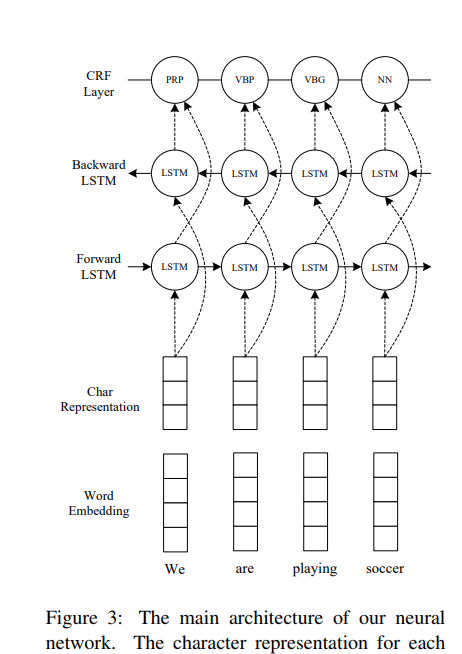 CRF
Layer
PRP VBP VBG NN
Backward
LSTM
LSTM LSTM LSTM LSTM
Forward
LSTM
LSTM LSTM LSTM LSTM
Char
Representation
Word
Embedding
We are playing soccer
Figure 3: The main architecture of our neural
network. The character representation for each